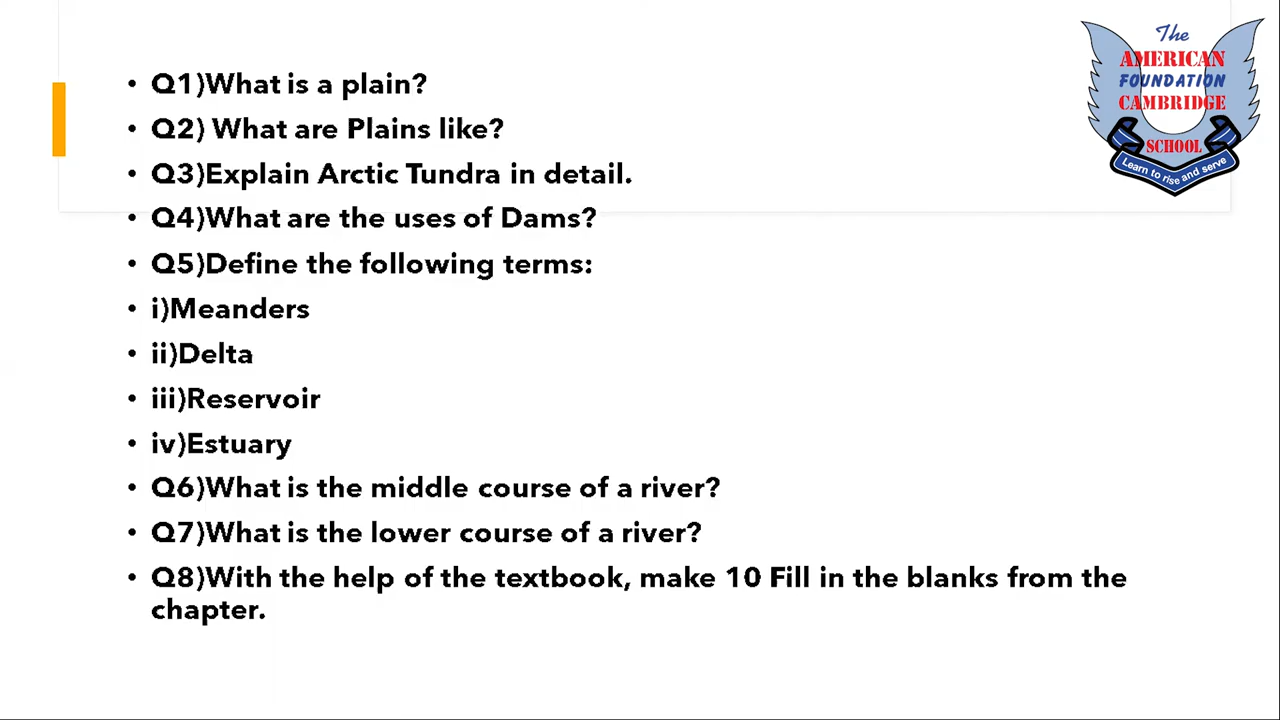 The
AMERICAN
FOUNDATION
CAMBRIDGE
SCHOOL
Learn to rise and serve
• Q1)What is a plain?
• Q2) What are Plains like?
• Q3)Explain Arctic Tundra in detail.
• Q4)What are the uses of Dams?
• Q5)Define the following terms:
• i)Meanders
• ii)Delta
• iii)Reservoir
• iv)Estuary
• Q6)What is the middle course of a river?
• Q7)What is the lower course of a river?
• Q8)With the help of the textbook, make 10 Fill in the blanks from the
chapter.